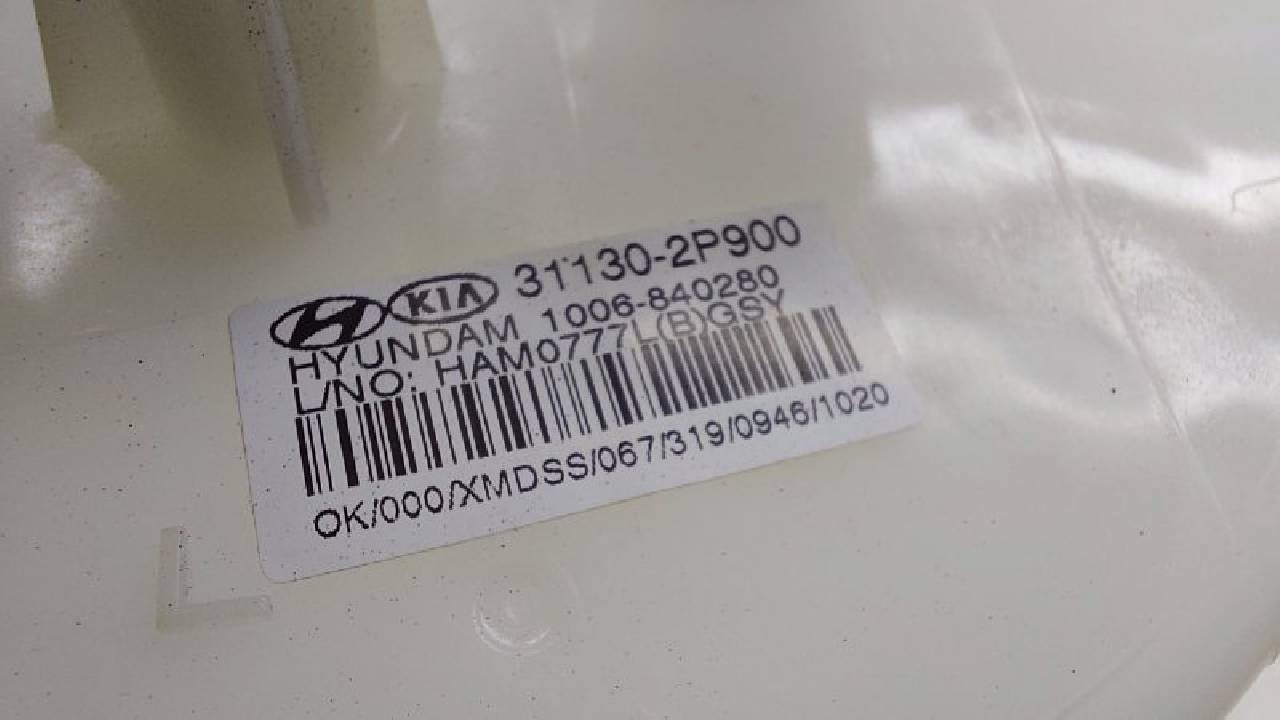 KIA 31130-2P900
HYUNDAM 1006-840280
L/NO: HAM0777L(B)GSY
OK/000/XMDSS/067/319/0946/1020
L